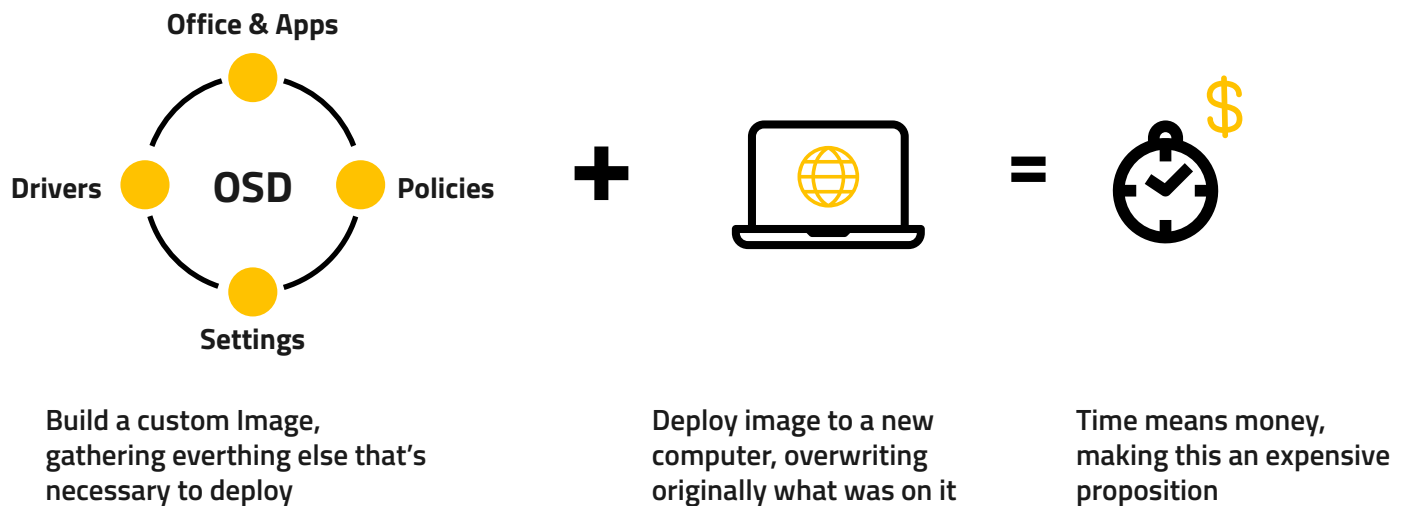 Office & Apps
Drivers
OSD
Policies
Settings
+
=
$
Build a custom Image,
gathering everthing else that's
necessary to deploy
Deploy image to a new
computer, overwriting
originally what was on it
Time means money,
making this an expensive
proposition